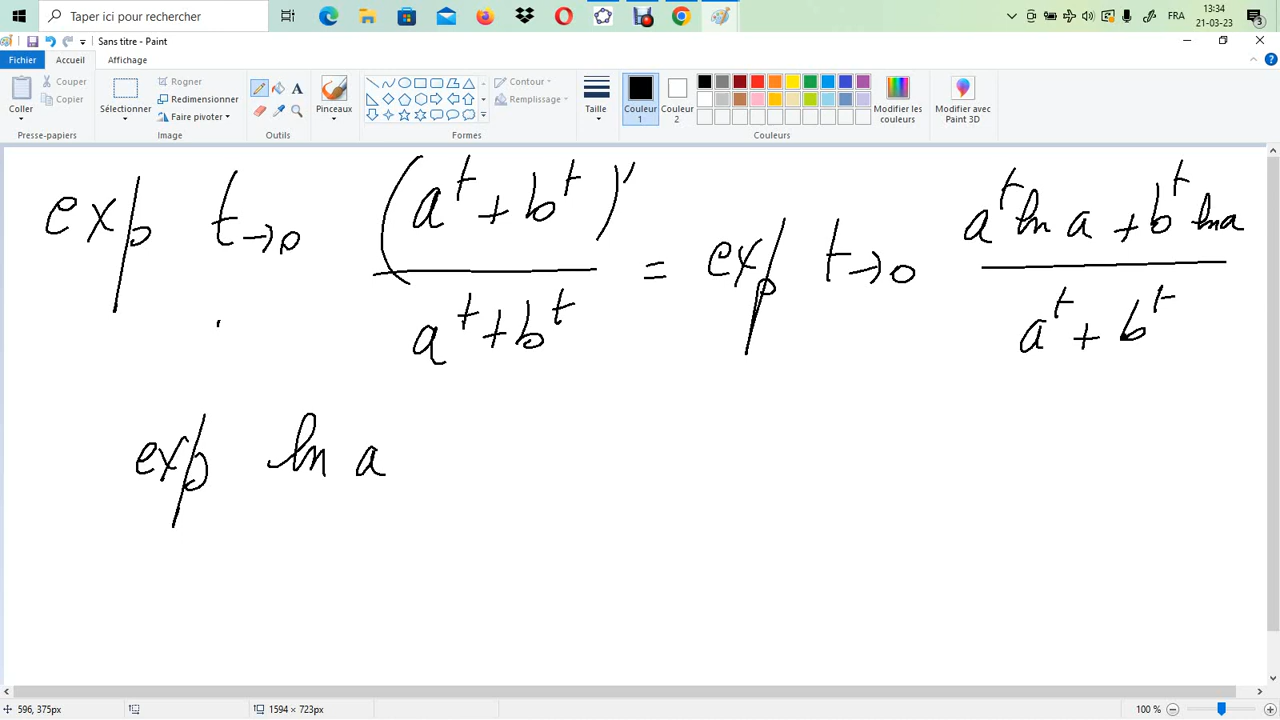 Taper ici pour rechercher
FRA
13:34
21-03-23
3
Sans titre - Paint
Fichier Accueil Affichage
Coller
Couper
Copier
Presse-papiers
Sélectionner
Rogner
Redimensionner
Faire pivoter
Image
A
Outils
Pinceaux
Contour
Remplissage
Formes
Taille
Couleur 1
Couleur 2
Modifier les couleurs
Couleurs
Modifier avec Paint 3D
exp t→0 (a^t + b^t)' / a^t + b^t = exp t→0 a^t ln a + b^t ln a / a^t + b^t
exp ln a
596, 375px
1594 × 723px
100 %